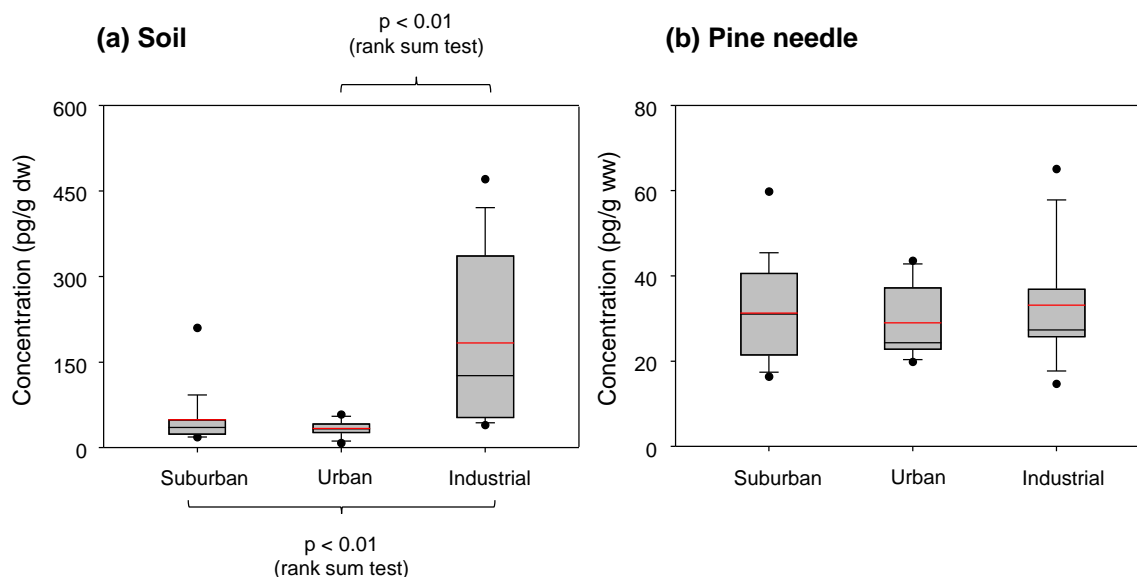 (a) Soil
p < 0.01
(rank sum test)
600
450
300
150
0
Concentration (pg/g dw)
Suburban Urban Industrial
p < 0.01
(rank sum test)
(b) Pine needle
80
60
40
20
0
Concentration (pg/g ww)
Suburban Urban Industrial